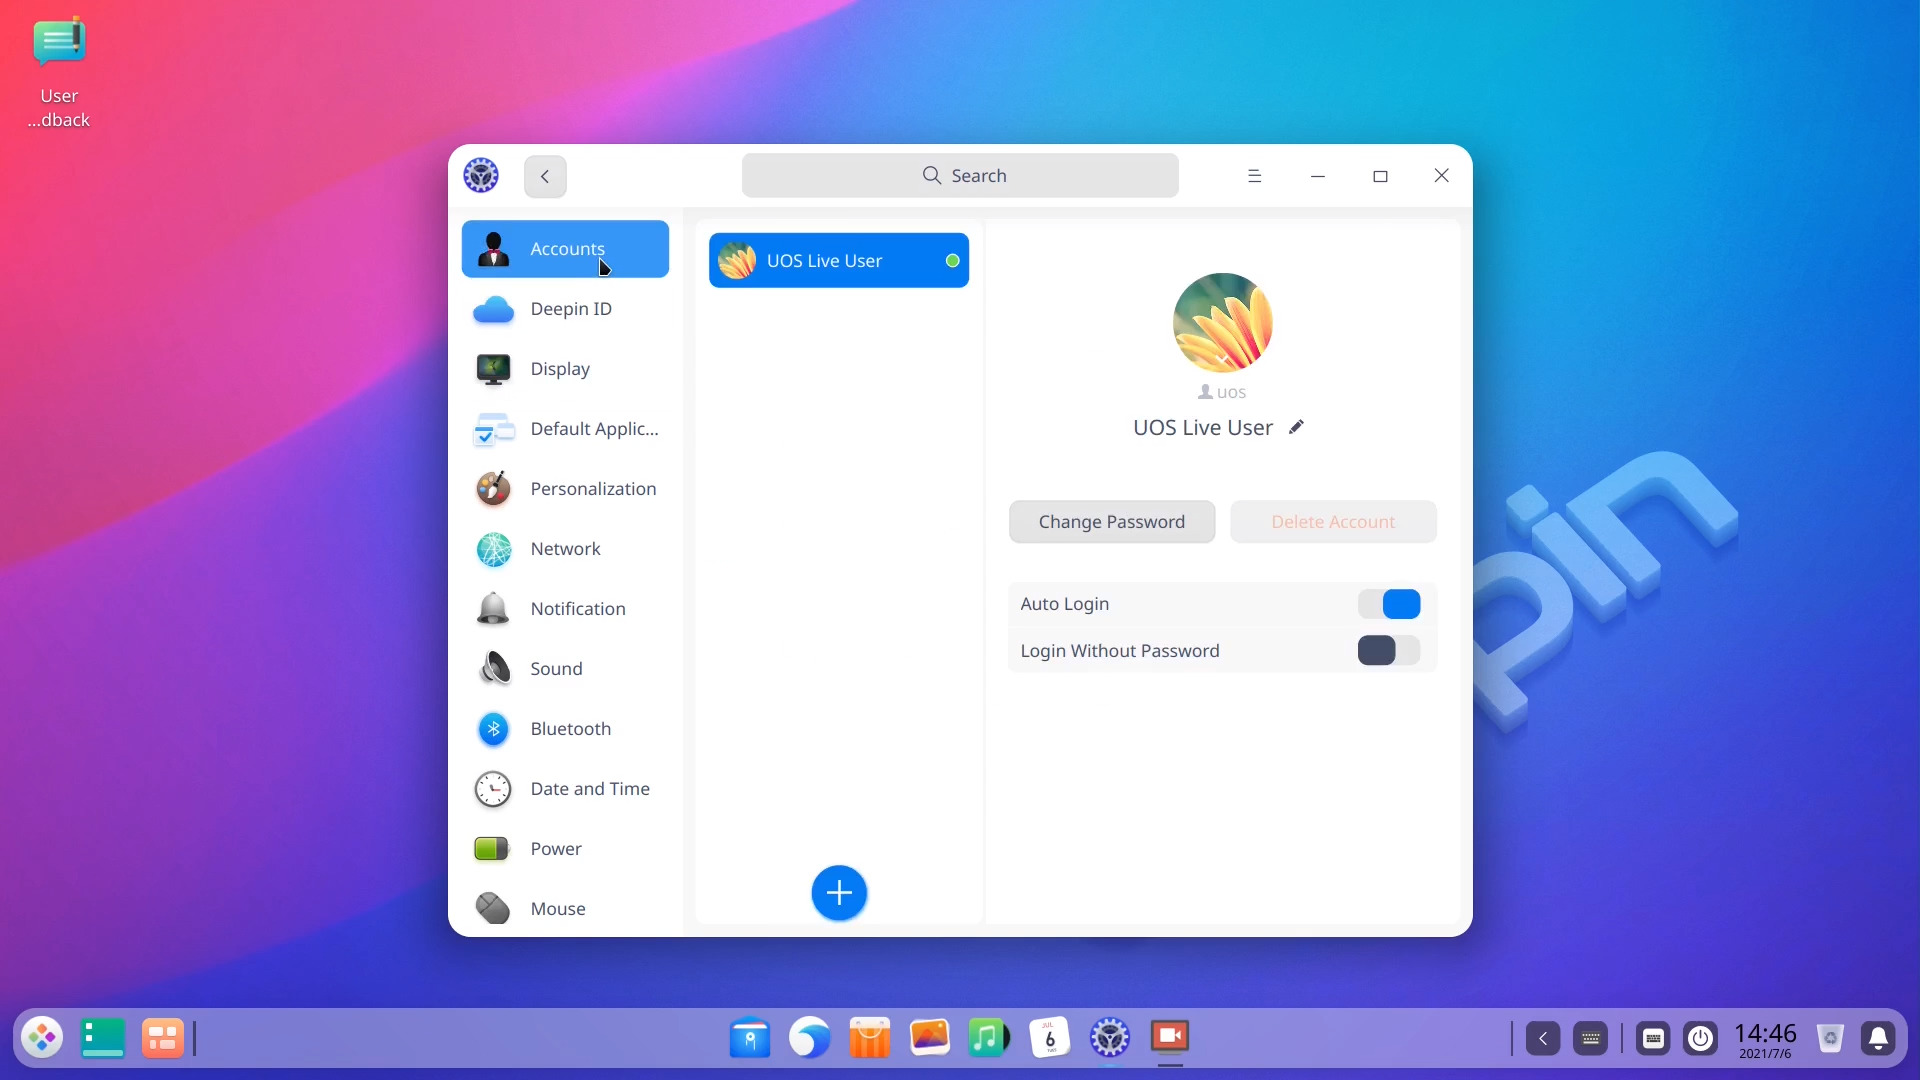 User
...dback
Search
Accounts
Deepin ID
Display
Default Applic...
Personalization
Network
Notification
Sound
Bluetooth
Date and Time
Power
Mouse
UOS Live User
uos
UOS Live User
Change Password
Delete Account
Auto Login
Login Without Password
pin
JUL
6
TUE
14:46
2021/7/6